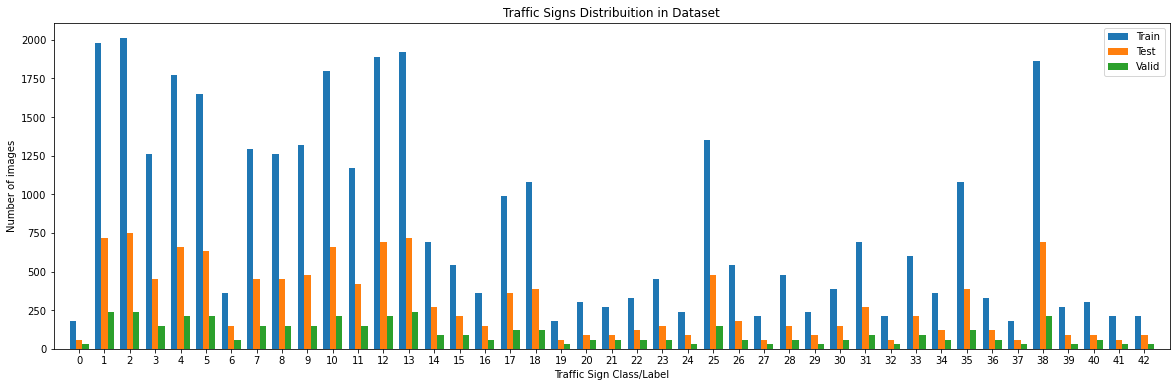 Traffic Signs Distribuition in Dataset
Train
Test
Valid
Number of images
2000
1750
1500
1250
1000
750
500
250
0
0 1 2 3 4 5 6 7 8 9 10 11 12 13 14 15 16 17 18 19 20 21 22 23 24 25 26 27 28 29 30 31 32 33 34 35 36 37 38 39 40 41 42
Traffic Sign Class/Label